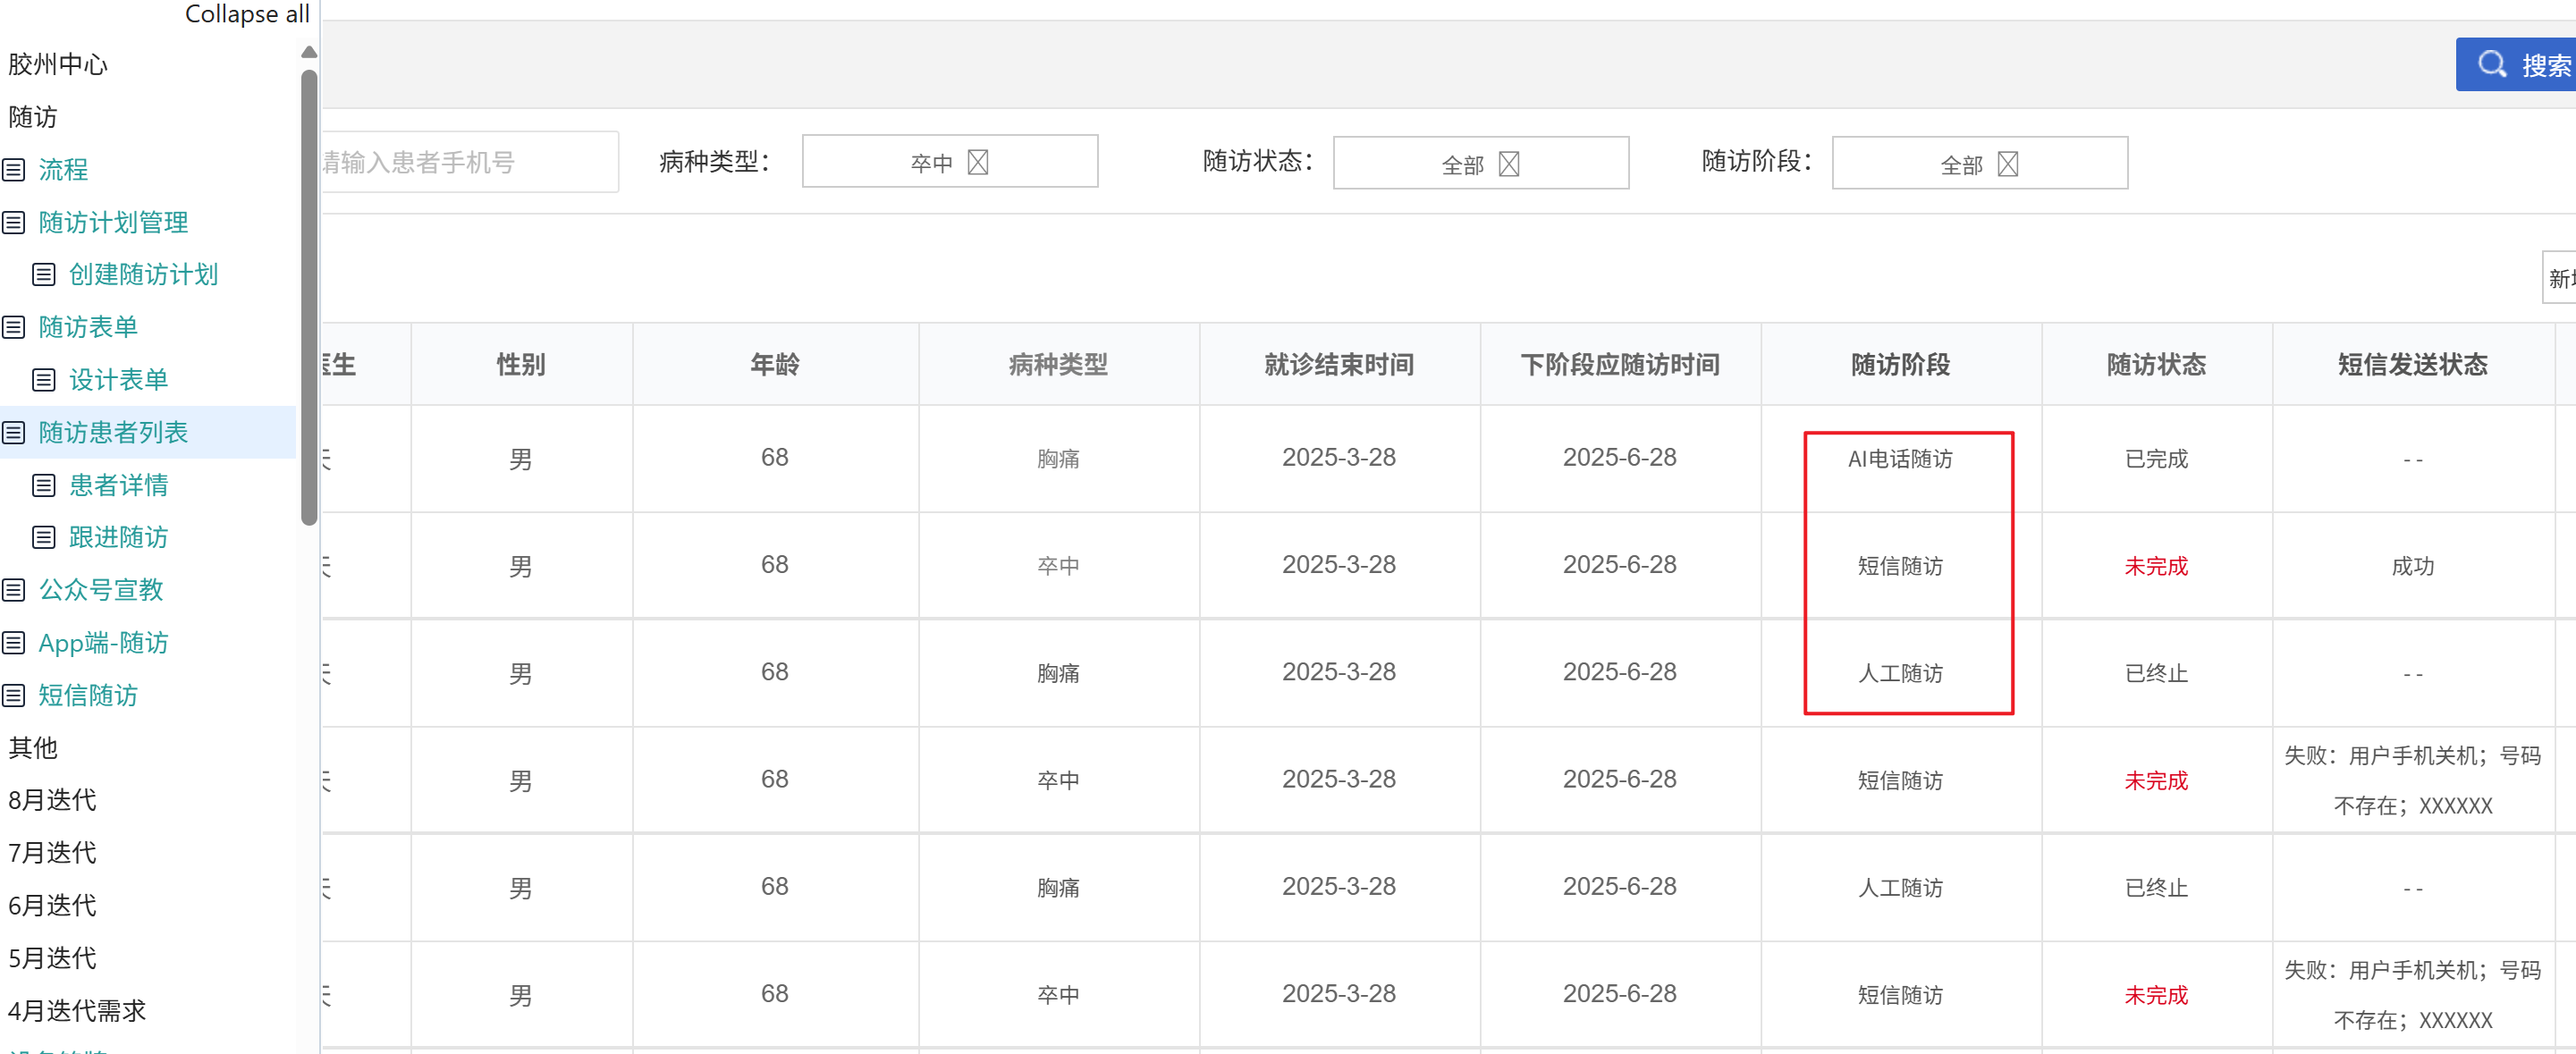 Collapse all
胶州中心
随访
流程
随访计划管理
创建随访计划
随访表单
设计表单
随访患者列表
患者详情
跟进随访
公众号宣教
App端-随访
短信随访
其他
8月迭代
7月迭代
6月迭代
5月迭代
4月迭代需求
搜索
请输入患者手机号 病种类型： 卒中 随访状态： 全部 随访阶段： 全部
医生 性别 年龄 病种类型 就诊结束时间 下阶段应随访时间 随访阶段 随访状态 短信发送状态
男 68 胸痛 2025-3-28 2025-6-28 AI电话随访 已完成 - -
男 68 卒中 2025-3-28 2025-6-28 短信随访 未完成 成功
男 68 胸痛 2025-3-28 2025-6-28 人工随访 已终止 - -
男 68 卒中 2025-3-28 2025-6-28 短信随访 未完成 失败：用户手机关机；号码
不存在；XXXXXX
男 68 胸痛 2025-3-28 2025-6-28 人工随访 已终止 - -
男 68 卒中 2025-3-28 2025-6-28 短信随访 未完成 失败：用户手机关机；号码
不存在；XXXXXX